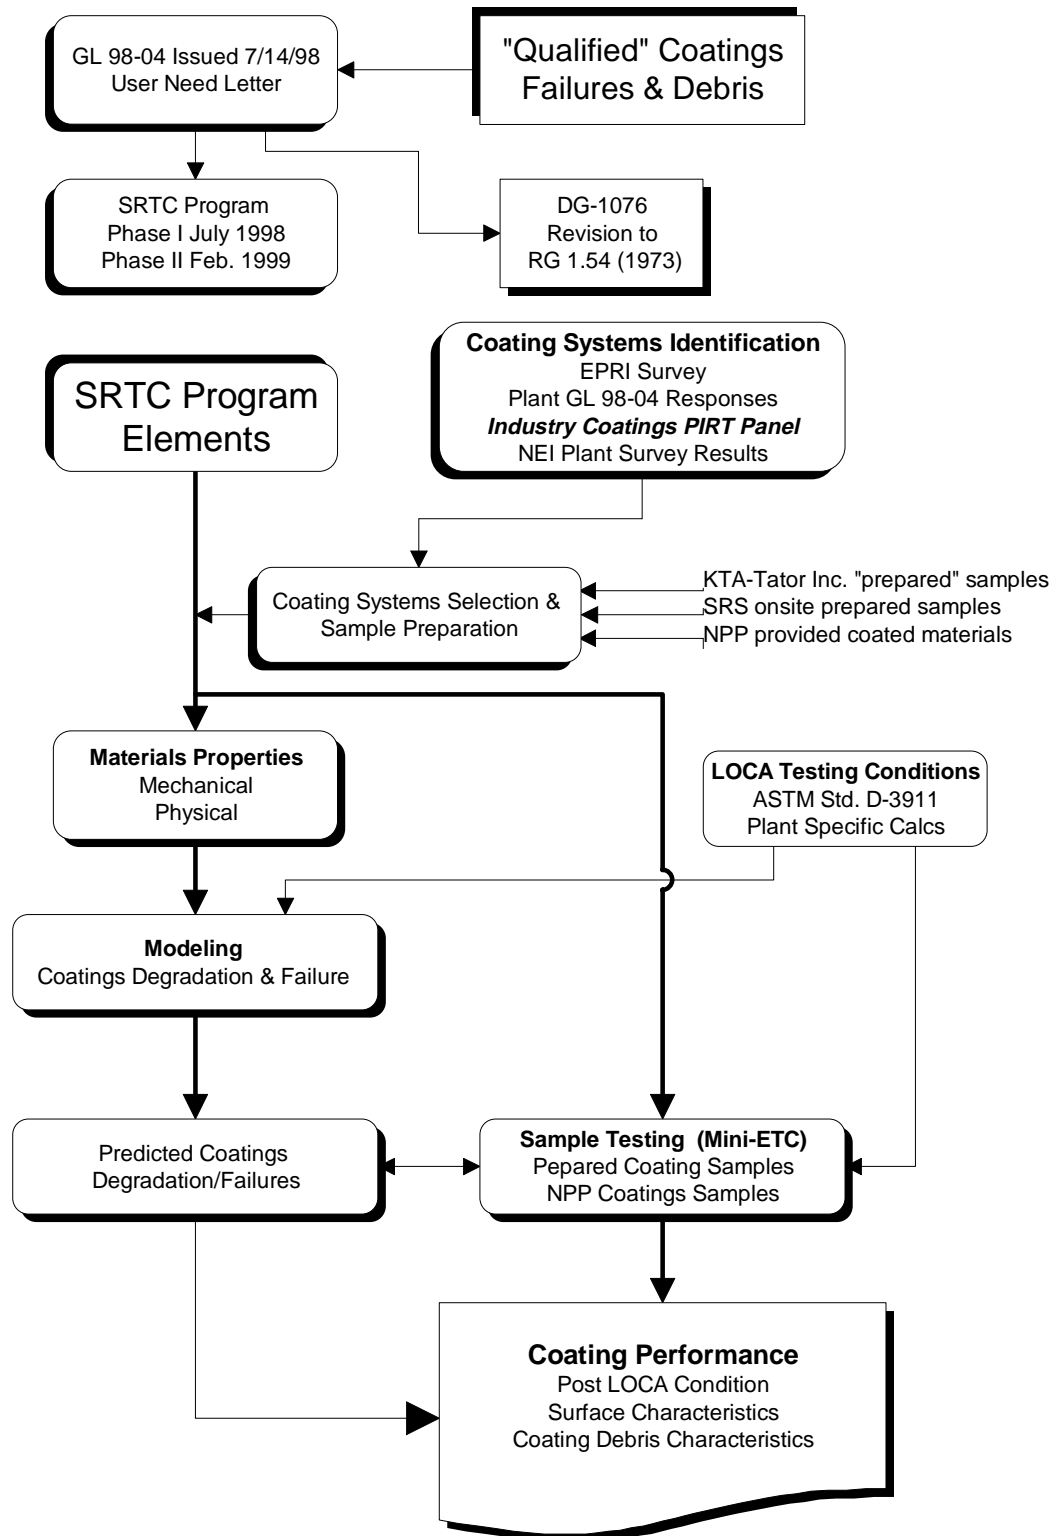 GL 98-04 Issued 7/14/98
User Need Letter
"Qualified" Coatings
Failures & Debris
SRTC Program
Phase I July 1998
Phase II Feb. 1999
DG-1076
Revision to
RG 1.54 (1973)
Coating Systems Identification
EPRI Survey
Plant GL 98-04 Responses
Industry Coatings PIRT Panel
NEI Plant Survey Results
SRTC Program
Elements
Coating Systems Selection &
Sample Preparation
KTA-Tator Inc. "prepared" samples
SRS onsite prepared samples
NPP provided coated materials
Materials Properties
Mechanical
Physical
LOCA Testing Conditions
ASTM Std. D-3911
Plant Specific Calcs
Modeling
Coatings Degradation & Failure
Predicted Coatings
Degradation/Failures
Sample Testing (Mini-ETC)
Pepared Coating Samples
NPP Coatings Samples
Coating Performance
Post LOCA Condition
Surface Characteristics
Coating Debris Characteristics